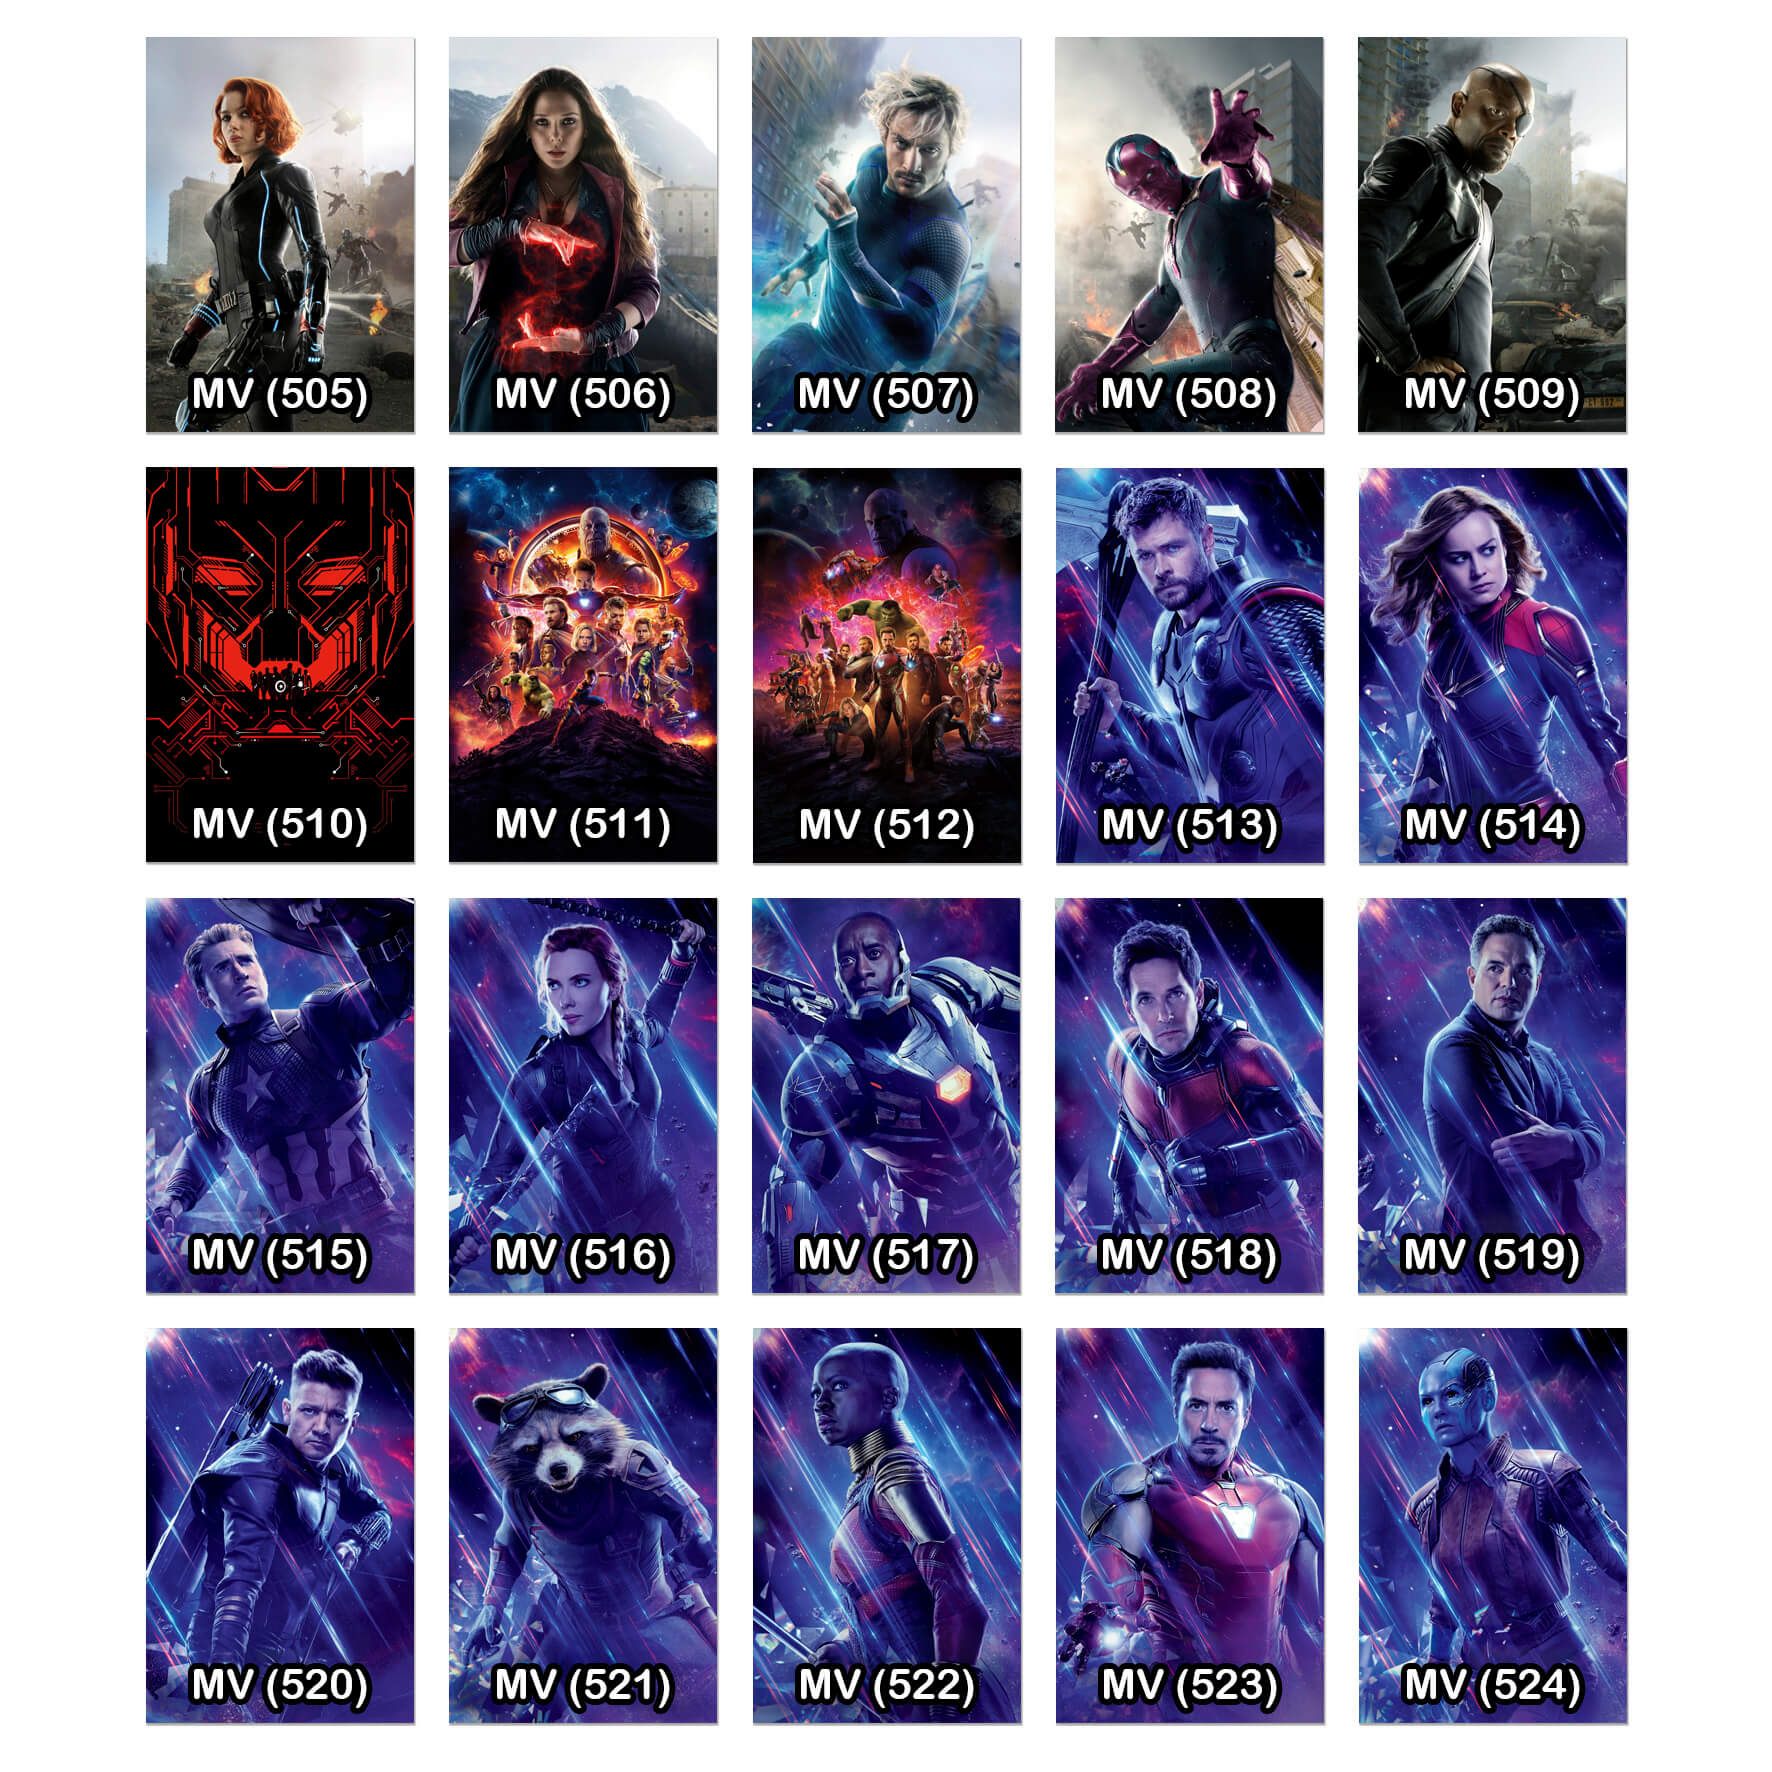 MV (505)
MV (506)
MV (507)
MV (508)
MV (509)
MV (510)
MV (511)
MV (512)
MV (513)
MV (514)
MV (515)
MV (516)
MV (517)
MV (518)
MV (519)
MV (520)
MV (521)
MV (522)
MV (523)
MV (524)